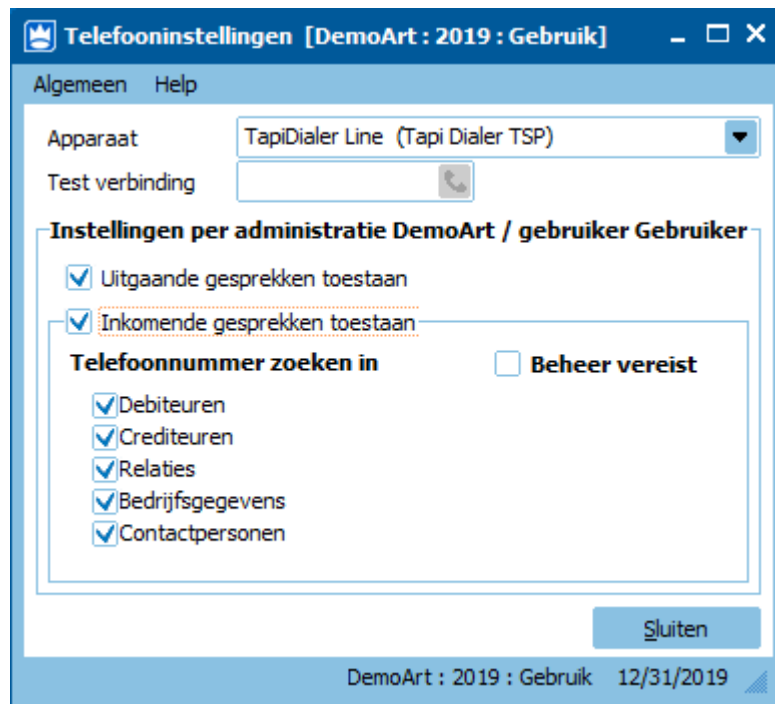 Telefooninstellingen [DemoArt : 2019 : Gebruik]
Algemeen Help
Apparaat TapiDialer Line (Tapi Dialer TSP)
Test verbinding
Instellingen per administratie DemoArt / gebruiker Gebruiker
Uitgaande gesprekken toestaan
Inkomende gesprekken toestaan
Telefoonnummer zoeken in Beheer vereist
Debiteuren
Crediteuren
Relaties
Bedrijfsgegevens
Contactpersonen
Sluiten
DemoArt : 2019 : Gebruik 12/31/2019